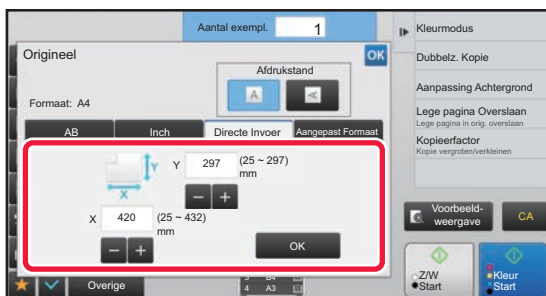 Aantal exempl. 1
Origineel
OK
Afdrukstand
A
A
Formaat: A4
AB
Inch
Directe Invoer
Aangepast Formaat
Y
X
Y 297 (25 ~ 297)
mm
X 420 (25 ~ 432)
mm
OK
Overige
4 A3
Kleurmodus
Dubbelz. Kopie
Aanpassing Achtergrond
Lege pagina Overslaan
Lege pagina in orig. overslaan
Kopieerfactor
Kopie vergroten/verkleinen
Voorbeeld-
weergave
CA
Z/W
Start
Kleur
Start